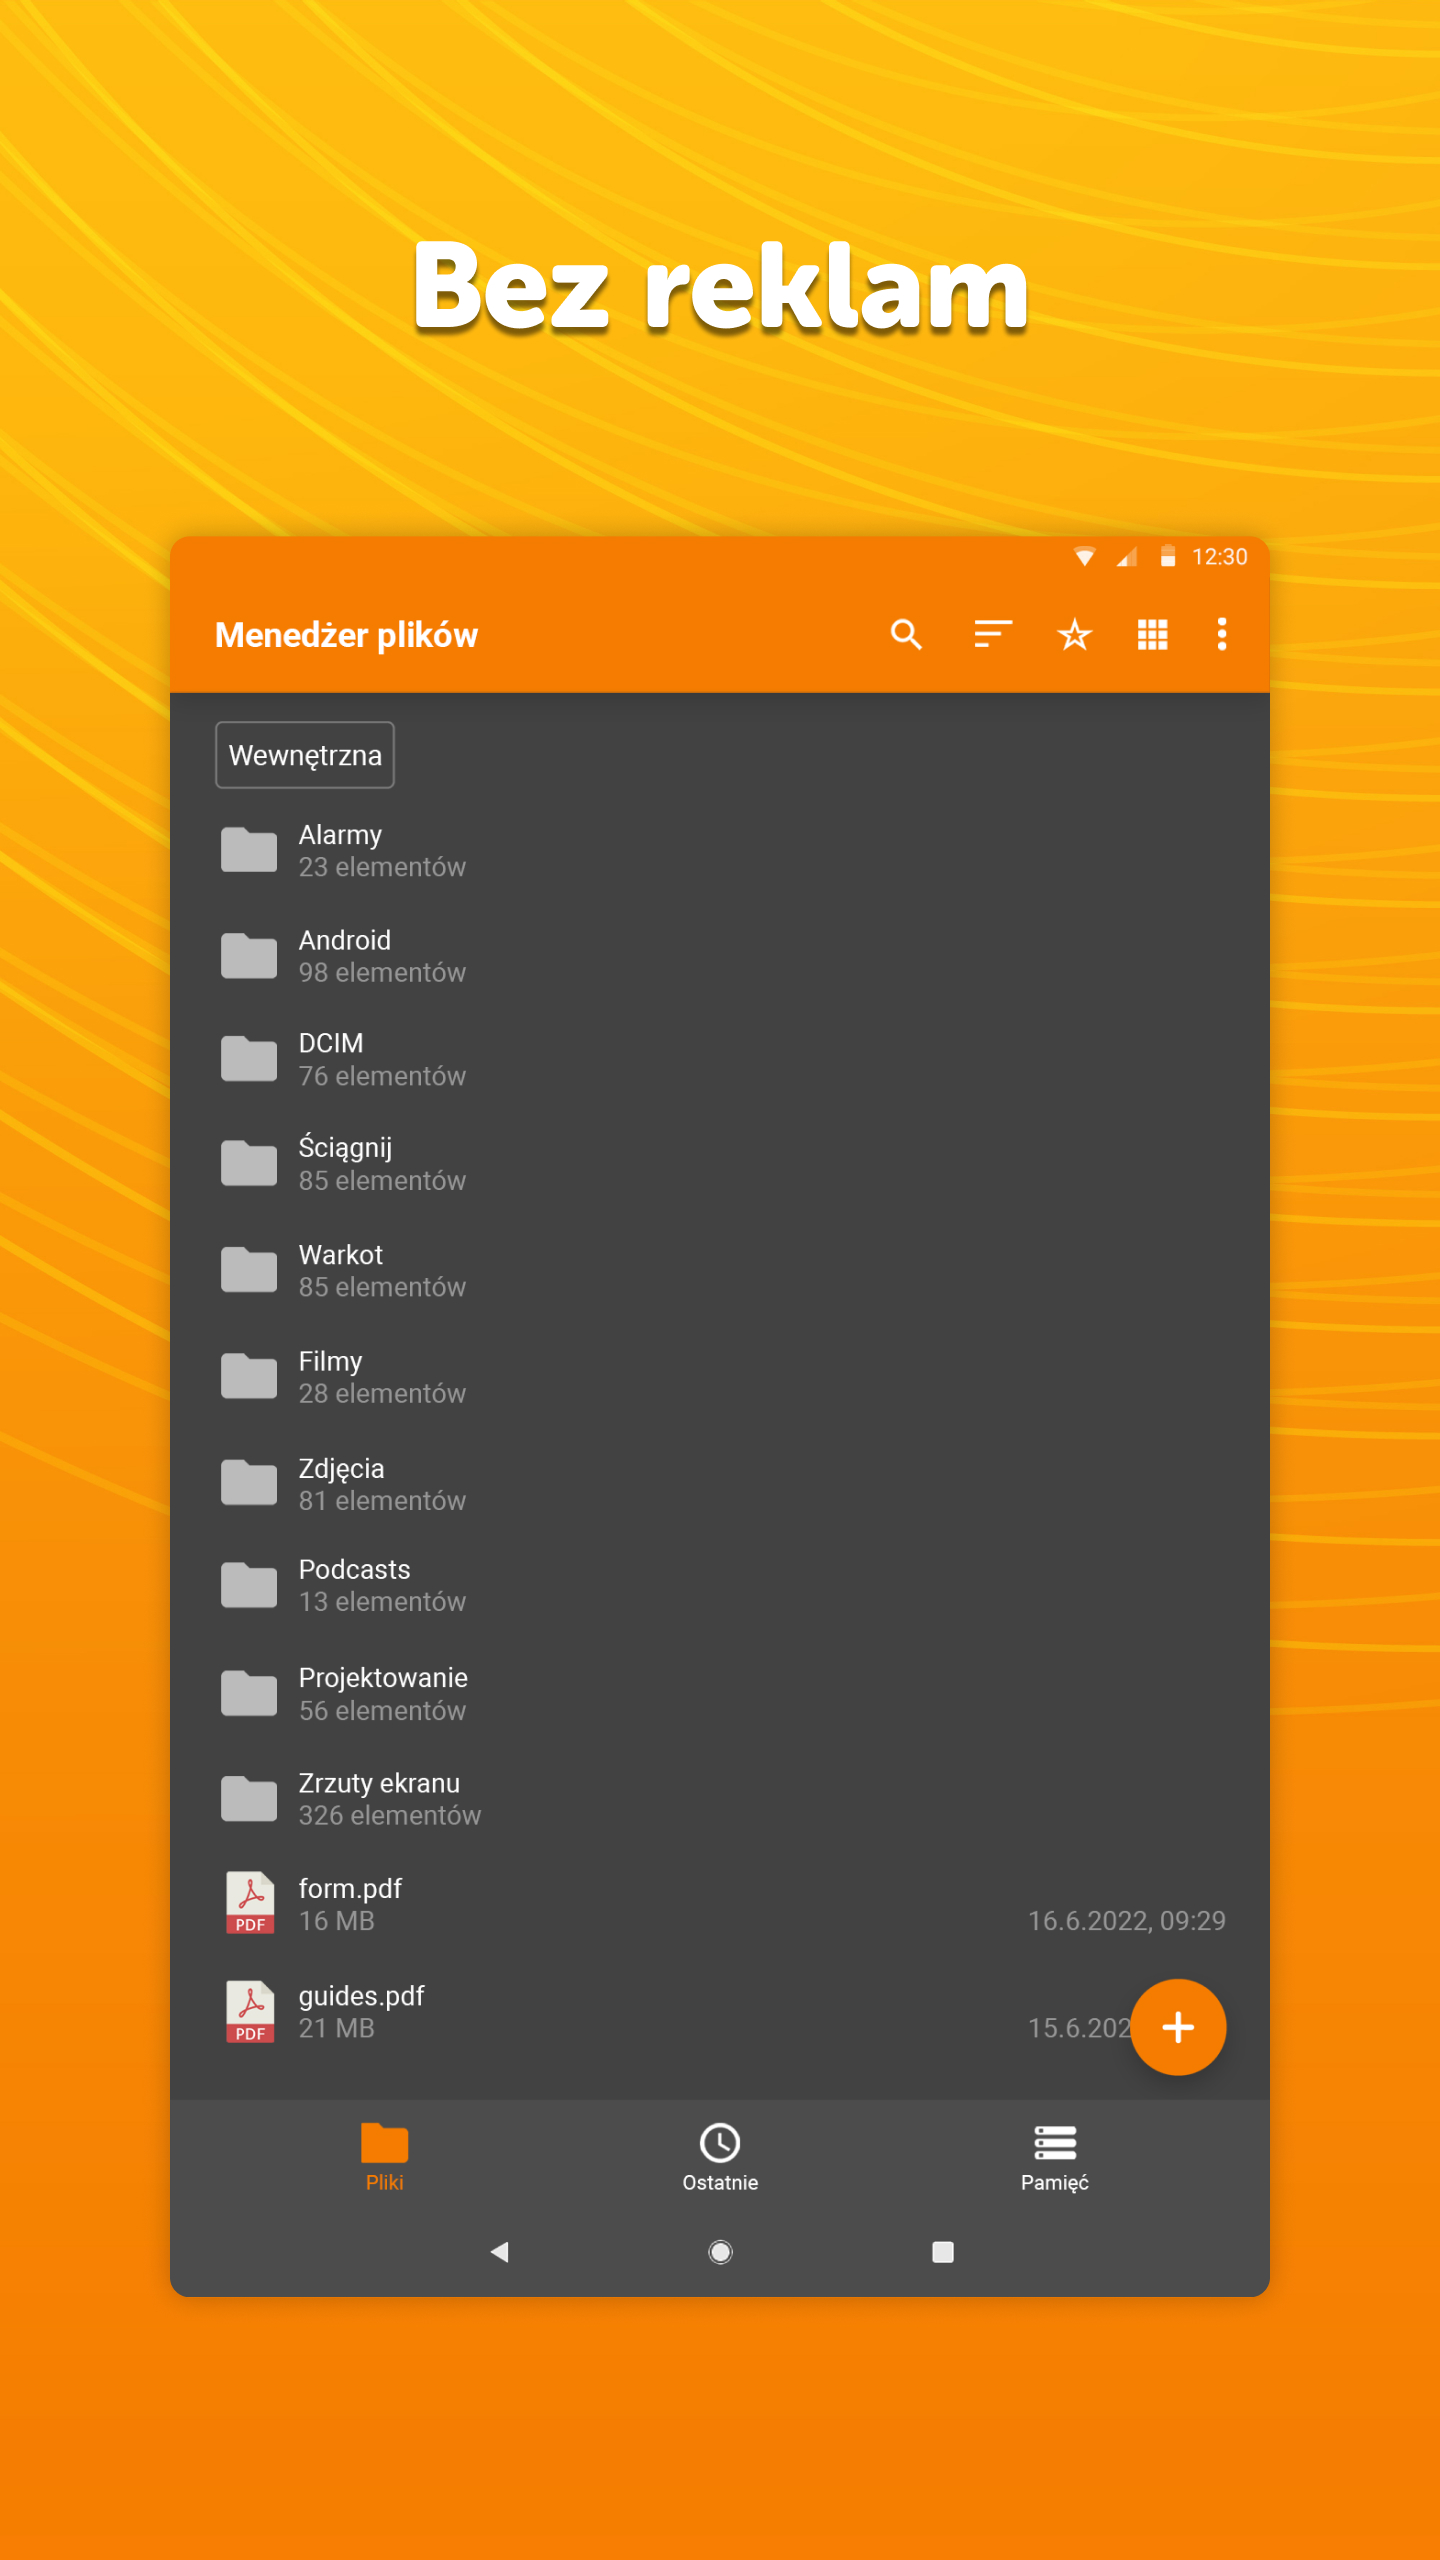 Bez reklam
12:30
Menedżer plików
Wewnętrzna
Alarmy
23 elementów
Android
98 elementów
DCIM
76 elementów
Ściągnij
85 elementów
Warkot
85 elementów
Filmy
28 elementów
Zdjęcia
81 elementów
Podcasts
13 elementów
Projektowanie
56 elementów
Zrzuty ekranu
326 elementów
form.pdf
PDF
16 MB 16.6.2022, 09:29
guides.pdf
PDF
21 MB 15.6.202
Pliki Ostatnie Pamięć